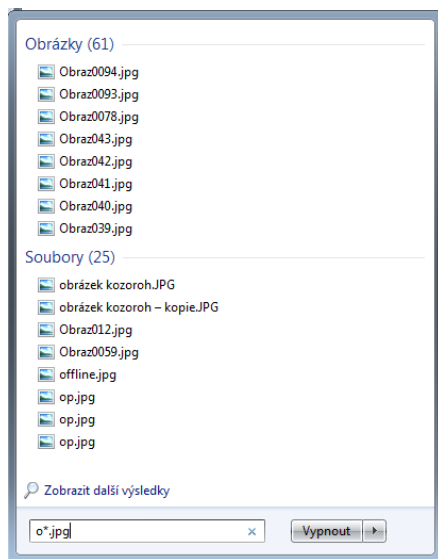 Obrázky (61)
Obraz0094.jpg
Obraz0093.jpg
Obraz0078.jpg
Obraz043.jpg
Obraz042.jpg
Obraz041.jpg
Obraz040.jpg
Obraz039.jpg
Soubory (25)
obrázek kozoroh.JPG
obrázek kozoroh – kopie.JPG
Obraz012.jpg
Obraz0059.jpg
offline.jpg
op.jpg
op.jpg
op.jpg
Zobrazit další výsledky
o*.jpg
Vypnout